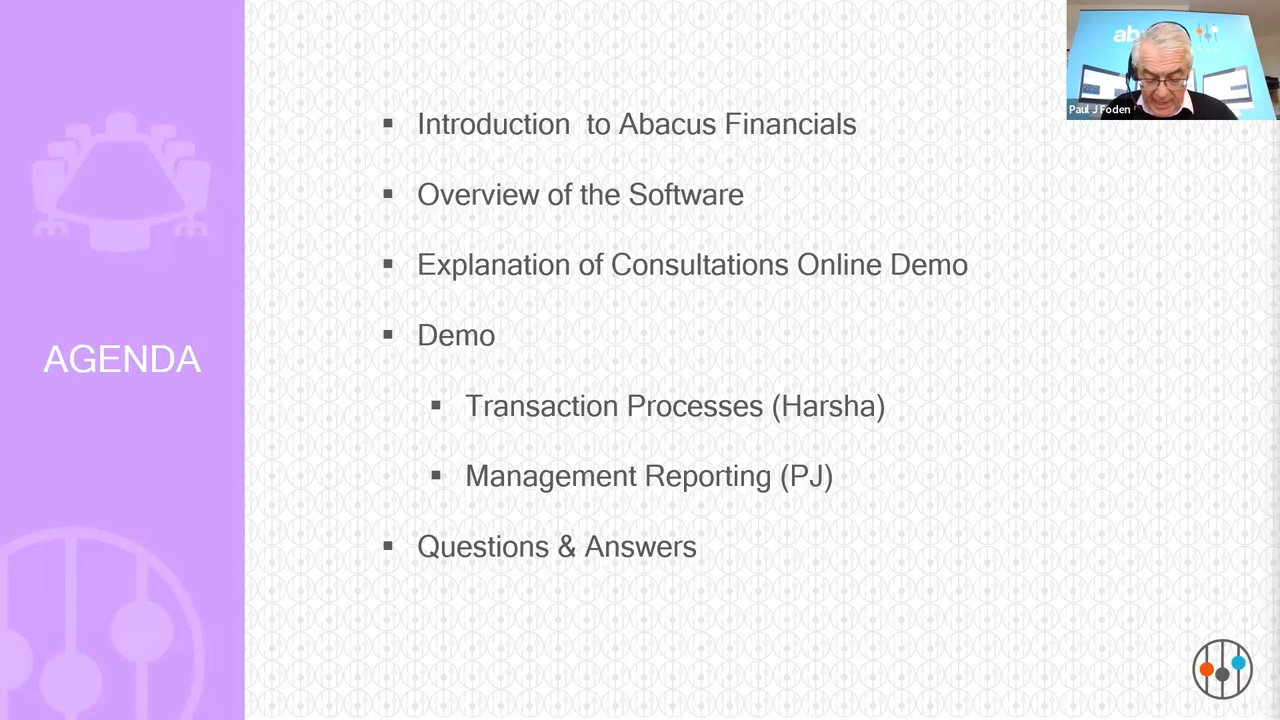 Introduction  to Abacus Financials
Overview of the Software
Explanation of Consultations Online Demo
Demo
Transaction Processes (Harsha)
Management Reporting (PJ)
Questions & Answers
AGENDA
Paul J Foden